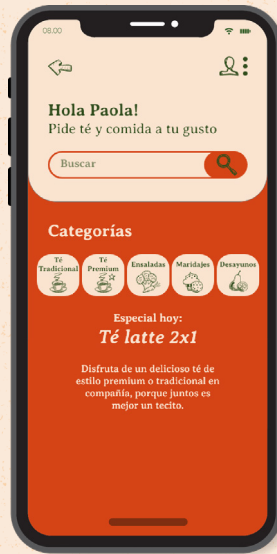 08.00
Hola Paola!
Pide té y comida a tu gusto
Buscar
Categorías
Té
Tradicional
Té
Premium
Ensaladas
Maridajes
Desayunos
Especial hoy:
Té latte 2x1
Disfruta de un delicioso té de
estilo premium o tradicional en
compañía, porque juntos es
mejor un tecito.